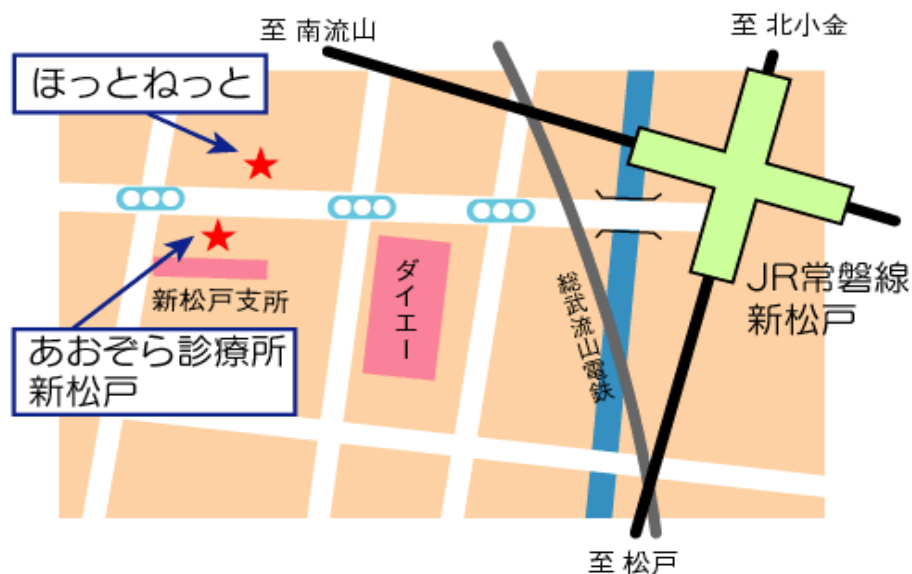 至 南流山
至 北小金
ほっとねっと
ダイエー
総武流山電鉄
JR常磐線
新松戸
新松戸支所
あおぞら診療所
新松戸
至 松戸